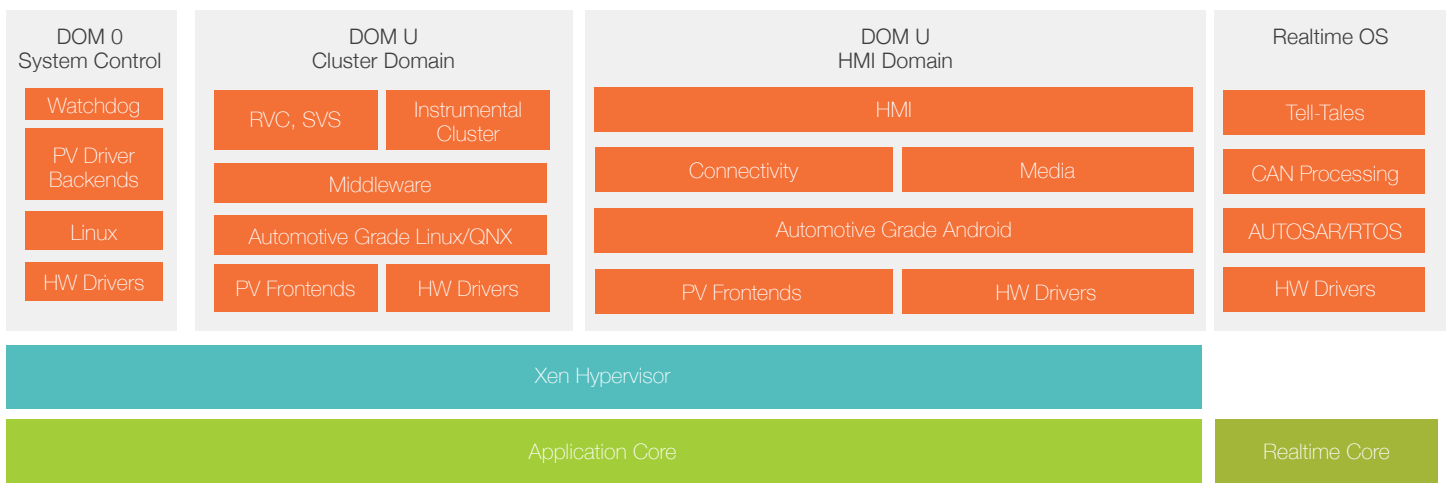 DOM 0
System Control
Watchdog
PV Driver
Backends
Linux
HW Drivers
DOM U
Cluster Domain
RVC, SVS
Instrumental
Cluster
Middleware
Automotive Grade Linux/QNX
PV Frontends
HW Drivers
DOM U
HMI Domain
HMI
Connectivity
Media
Automotive Grade Android
PV Frontends
HW Drivers
Realtime OS
Tell-Tales
CAN Processing
AUTOSAR/RTOS
HW Drivers
Xen Hypervisor
Application Core
Realtime Core